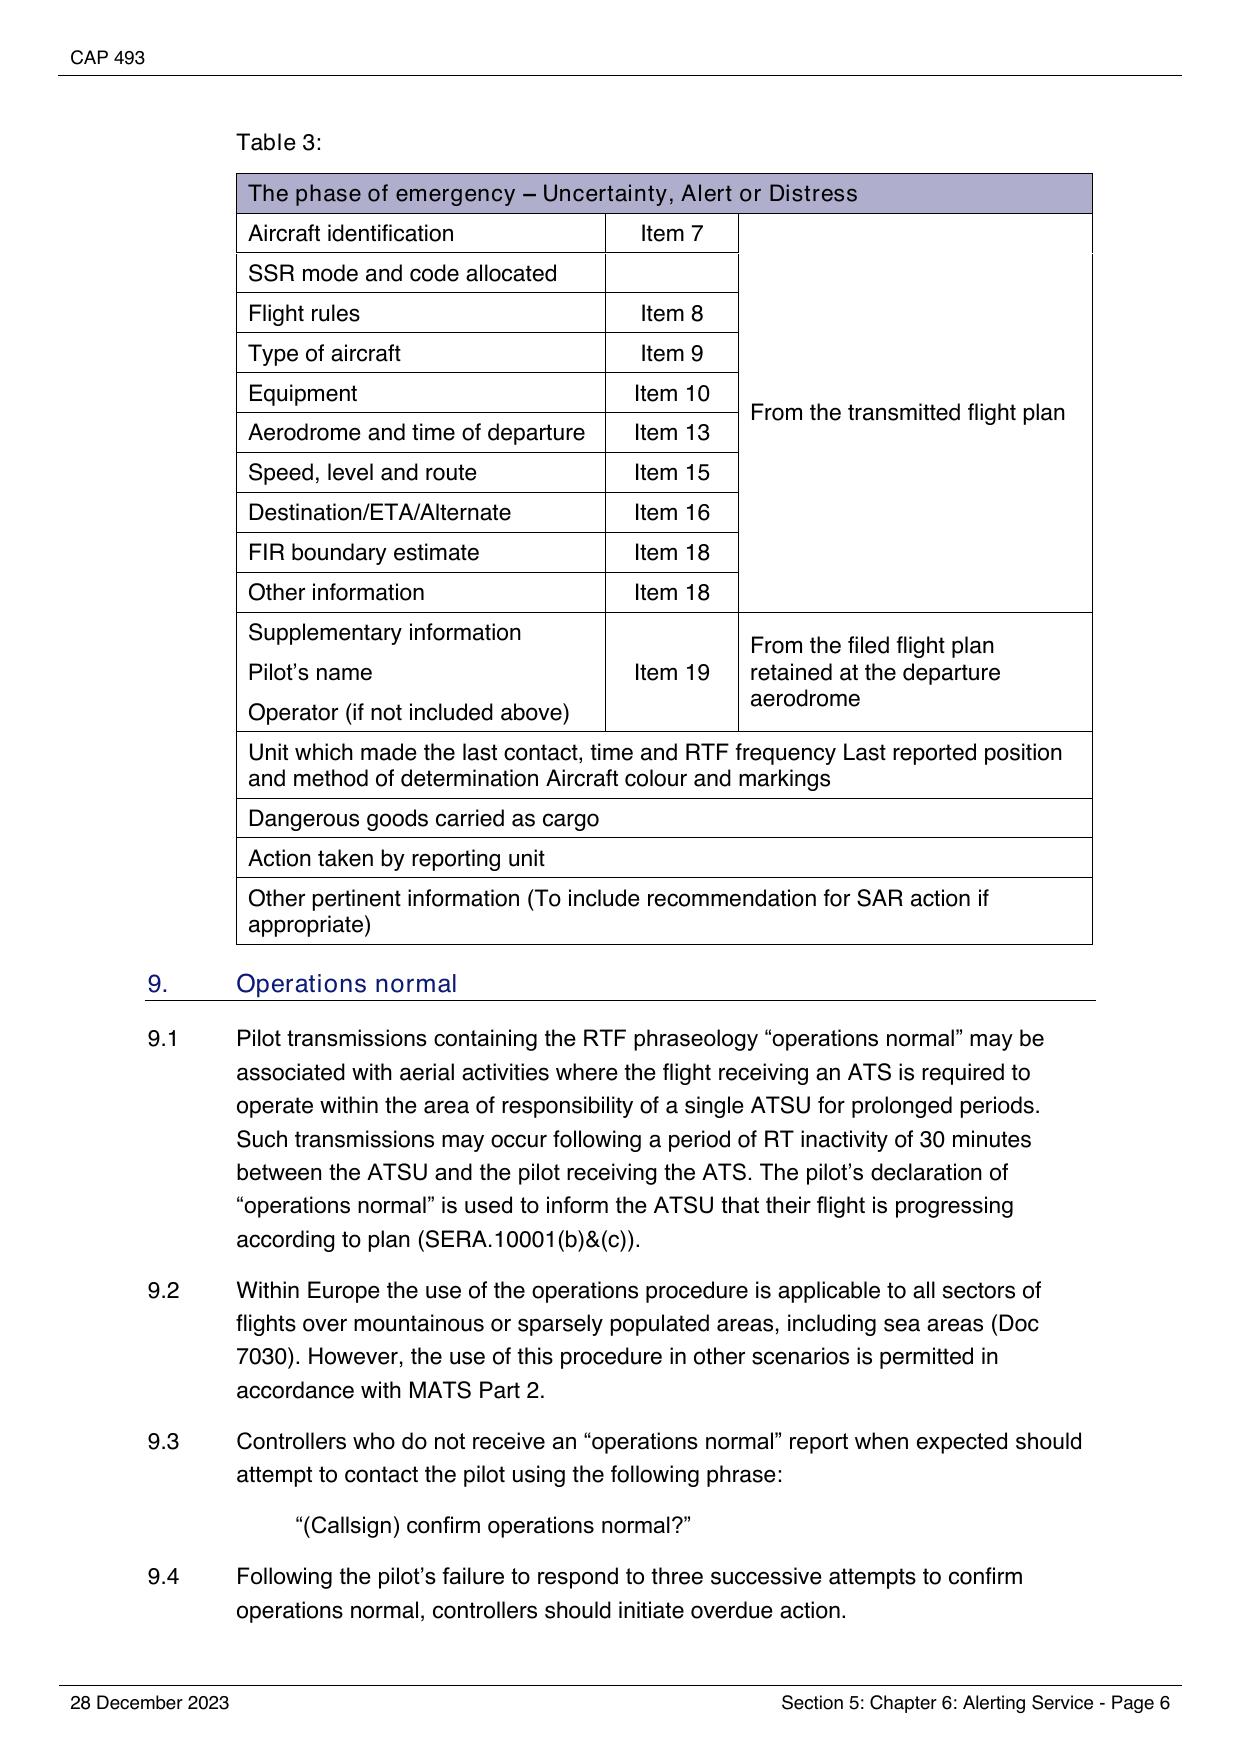 CAP 493
Table 3:
The phase of emergency – Uncertainty, Alert or Distress
Aircraft identification Item 7
SSR mode and code allocated
Flight rules Item 8
Type of aircraft Item 9
Equipment Item 10
From the transmitted flight plan
Aerodrome and time of departure Item 13
Speed, level and route Item 15
Destination/ETA/Alternate Item 16
FIR boundary estimate Item 18
Other information Item 18
Supplementary information
Pilot’s name
Operator (if not included above)
Item 19
From the filed flight plan
retained at the departure
aerodrome
Unit which made the last contact, time and RTF frequency Last reported position
and method of determination Aircraft colour and markings
Dangerous goods carried as cargo
Action taken by reporting unit
Other pertinent information (To include recommendation for SAR action if
appropriate)
9. Operations normal
9.1 Pilot transmissions containing the RTF phraseology “operations normal” may be
associated with aerial activities where the flight receiving an ATS is required to
operate within the area of responsibility of a single ATSU for prolonged periods.
Such transmissions may occur following a period of RT inactivity of 30 minutes
between the ATSU and the pilot receiving the ATS. The pilot’s declaration of
“operations normal” is used to inform the ATSU that their flight is progressing
according to plan (SERA.10001(b)&(c)).
9.2 Within Europe the use of the operations procedure is applicable to all sectors of
flights over mountainous or sparsely populated areas, including sea areas (Doc
7030). However, the use of this procedure in other scenarios is permitted in
accordance with MATS Part 2.
9.3 Controllers who do not receive an “operations normal” report when expected should
attempt to contact the pilot using the following phrase:
“(Callsign) confirm operations normal?”
9.4 Following the pilot’s failure to respond to three successive attempts to confirm
operations normal, controllers should initiate overdue action.
28 December 2023 Section 5: Chapter 6: Alerting Service - Page 6